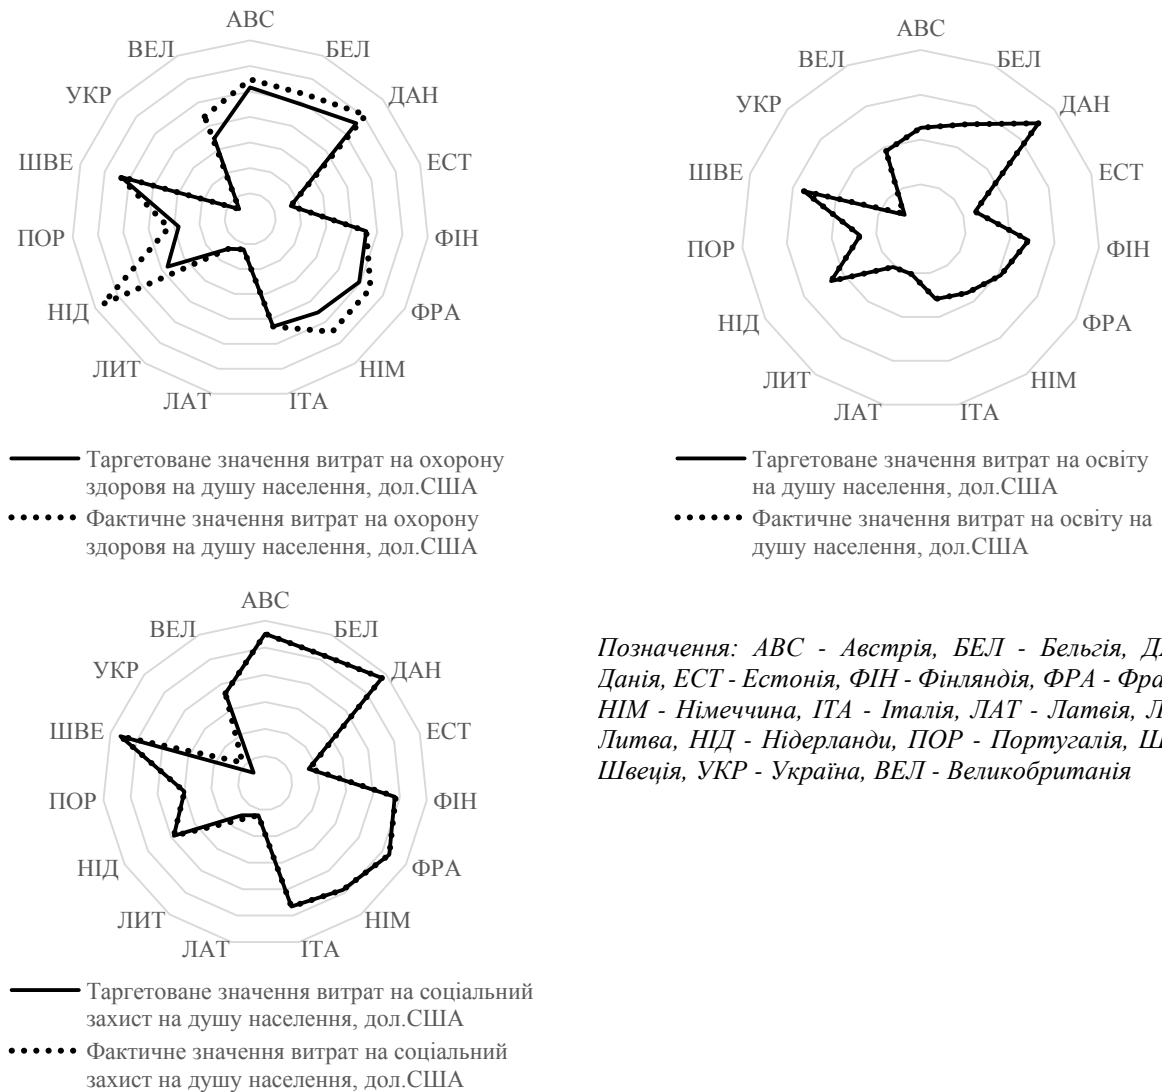 АВС
БЕЛ
ДАН
ЕСТ
ФІН
ФРА
НІМ
ІТА
ЛАТ
ЛИТ
НІД
ПОР
ШВЕ
УКР
ВЕЛ
Таргетоване значення витрат на охорону
здоровя на душу населення, дол.США
Фактичне значення витрат на охорону
здоровя на душу населення, дол.США
АВС
БЕЛ
ДАН
ЕСТ
ФІН
ФРА
НІМ
ІТА
ЛАТ
ЛИТ
НІД
ПОР
ШВЕ
УКР
ВЕЛ
Таргетоване значення витрат на освіту
на душу населення, дол.США
Фактичне значення витрат на освіту на
душу населення, дол.США
АВС
БЕЛ
ДАН
ЕСТ
ФІН
ФРА
НІМ
ІТА
ЛАТ
ЛИТ
НІД
ПОР
ШВЕ
УКР
ВЕЛ
Таргетоване значення витрат на соціальний
захист на душу населення, дол.США
Фактичне значення витрат на соціальний
захист на душу населення, дол.США
Позначення: АВС - Австрія, БЕЛ - Бельгія,
Данія, ЕСТ - Естонія, ФІН - Фінляндія, ФРА -
НІМ - Німеччина, ІТА - Італія, ЛАТ - Латвія,
Литва, НІД - Нідерланди, ПОР - Португалія,
Швеція, УКР - Україна, ВЕЛ - Великобританія